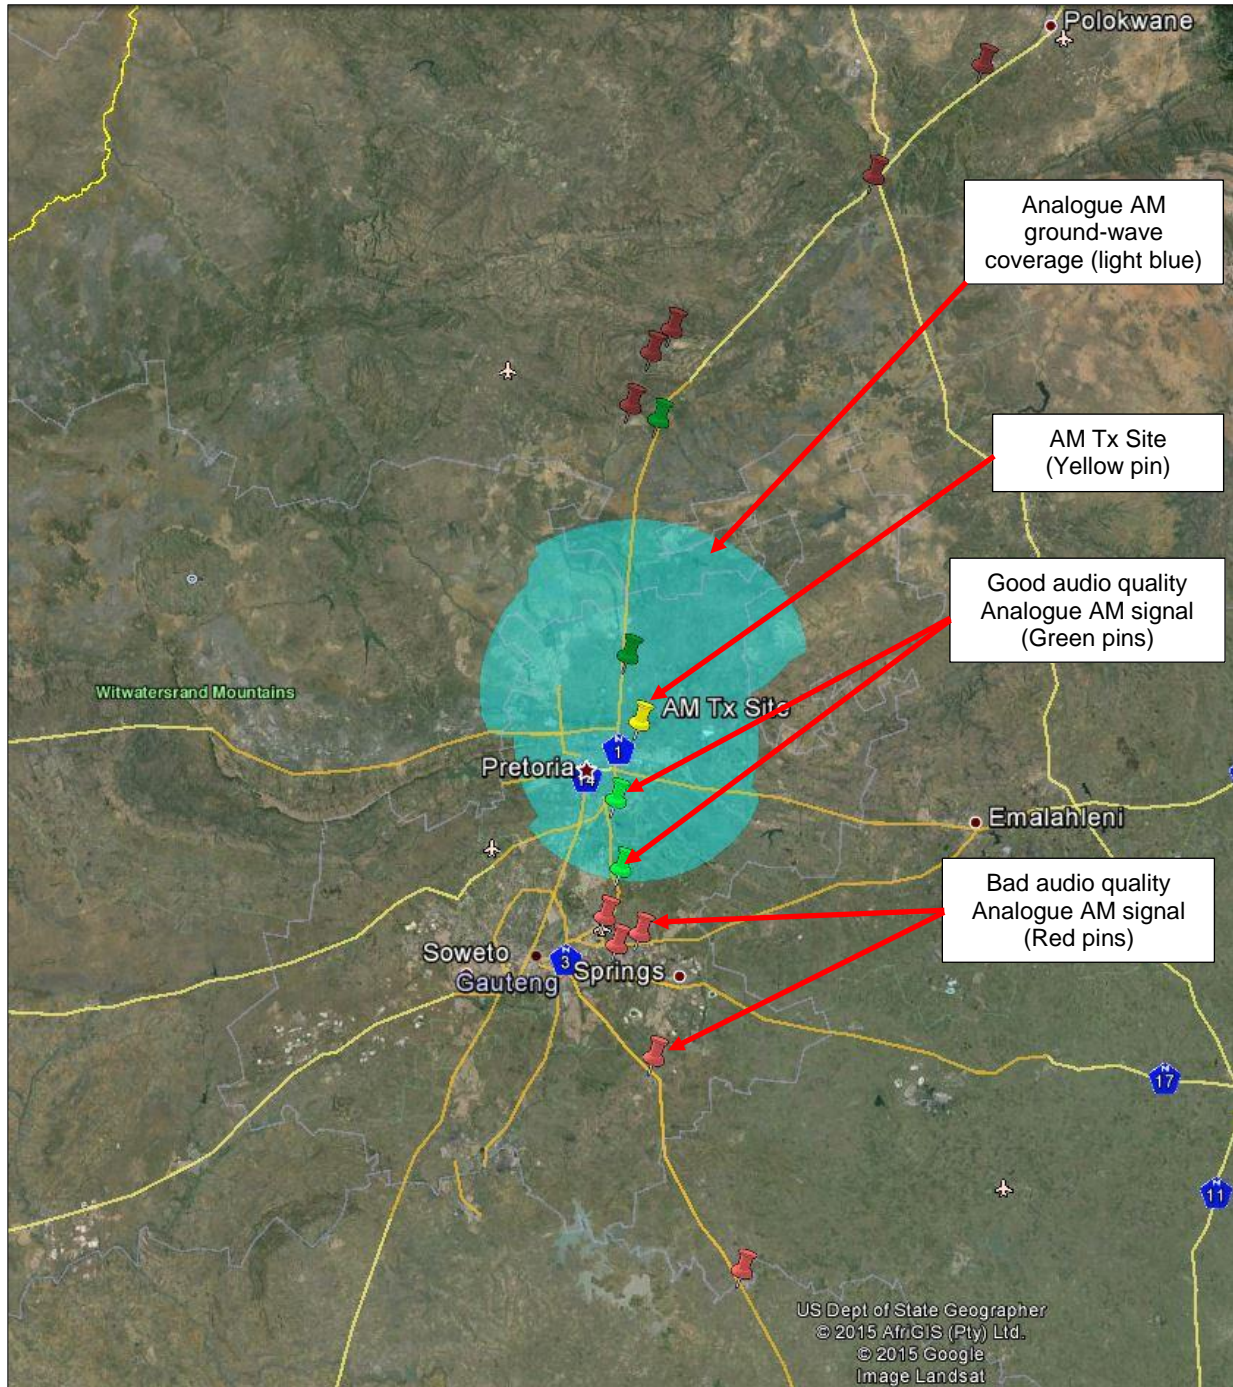 Polokwane
Analogue AM
ground-wave
coverage (light blue)
AM Tx Site
(Yellow pin)
Good audio quality
Analogue AM signal
(Green pins)
Witwatersrand Mountains
AM Tx Site
N
1
Pretoria
14
Emalahleni
Bad audio quality
Analogue AM signal
(Red pins)
Soweto
N
3
Springs
Gauteng
N
17
N
11
US Dept of State Geographer
© 2015 AfriGIS (Pty) Ltd.
© 2015 Google
Image Landsat